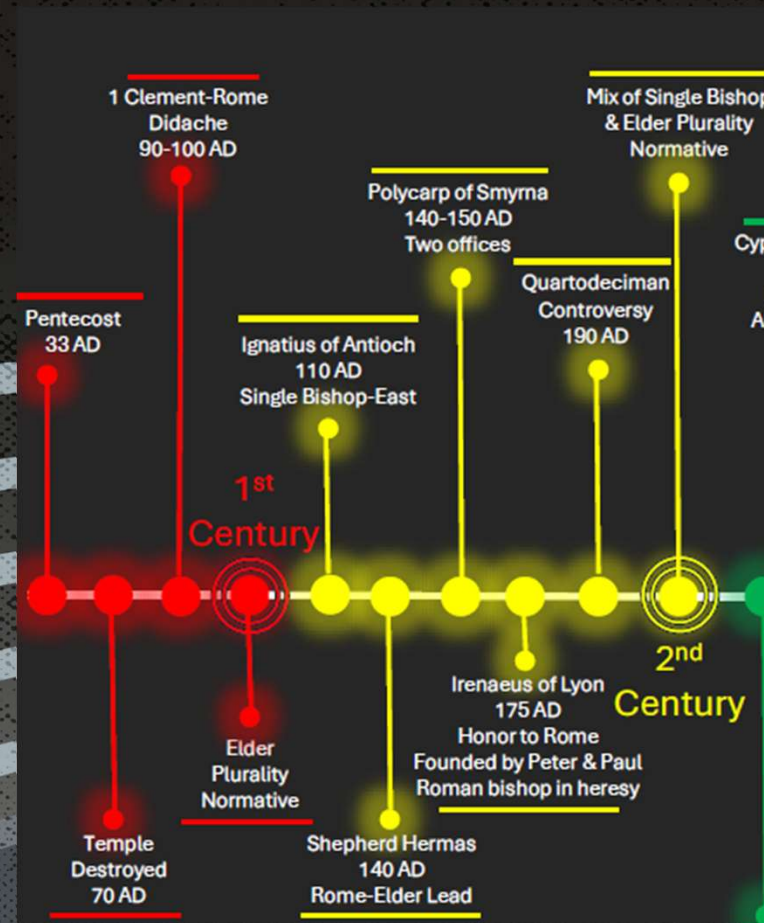 1 Clement-Rome
Didache
90-100 AD
Mix of Single Bishop
& Elder Plurality
Normative
Polycarp of Smyrna
140-150 AD
Two offices
Quartodeciman
Controversy
190 AD
Pentecost
33 AD
Ignatius of Antioch
110 AD
Single Bishop-East
1st
Century
2nd
Century
Irenaeus of Lyon
175 AD
Honor to Rome
Founded by Peter & Paul
Roman bishop in heresy
Elder
Plurality
Normative
Temple
Destroyed
70 AD
Shepherd Hermas
140 AD
Rome-Elder Lead